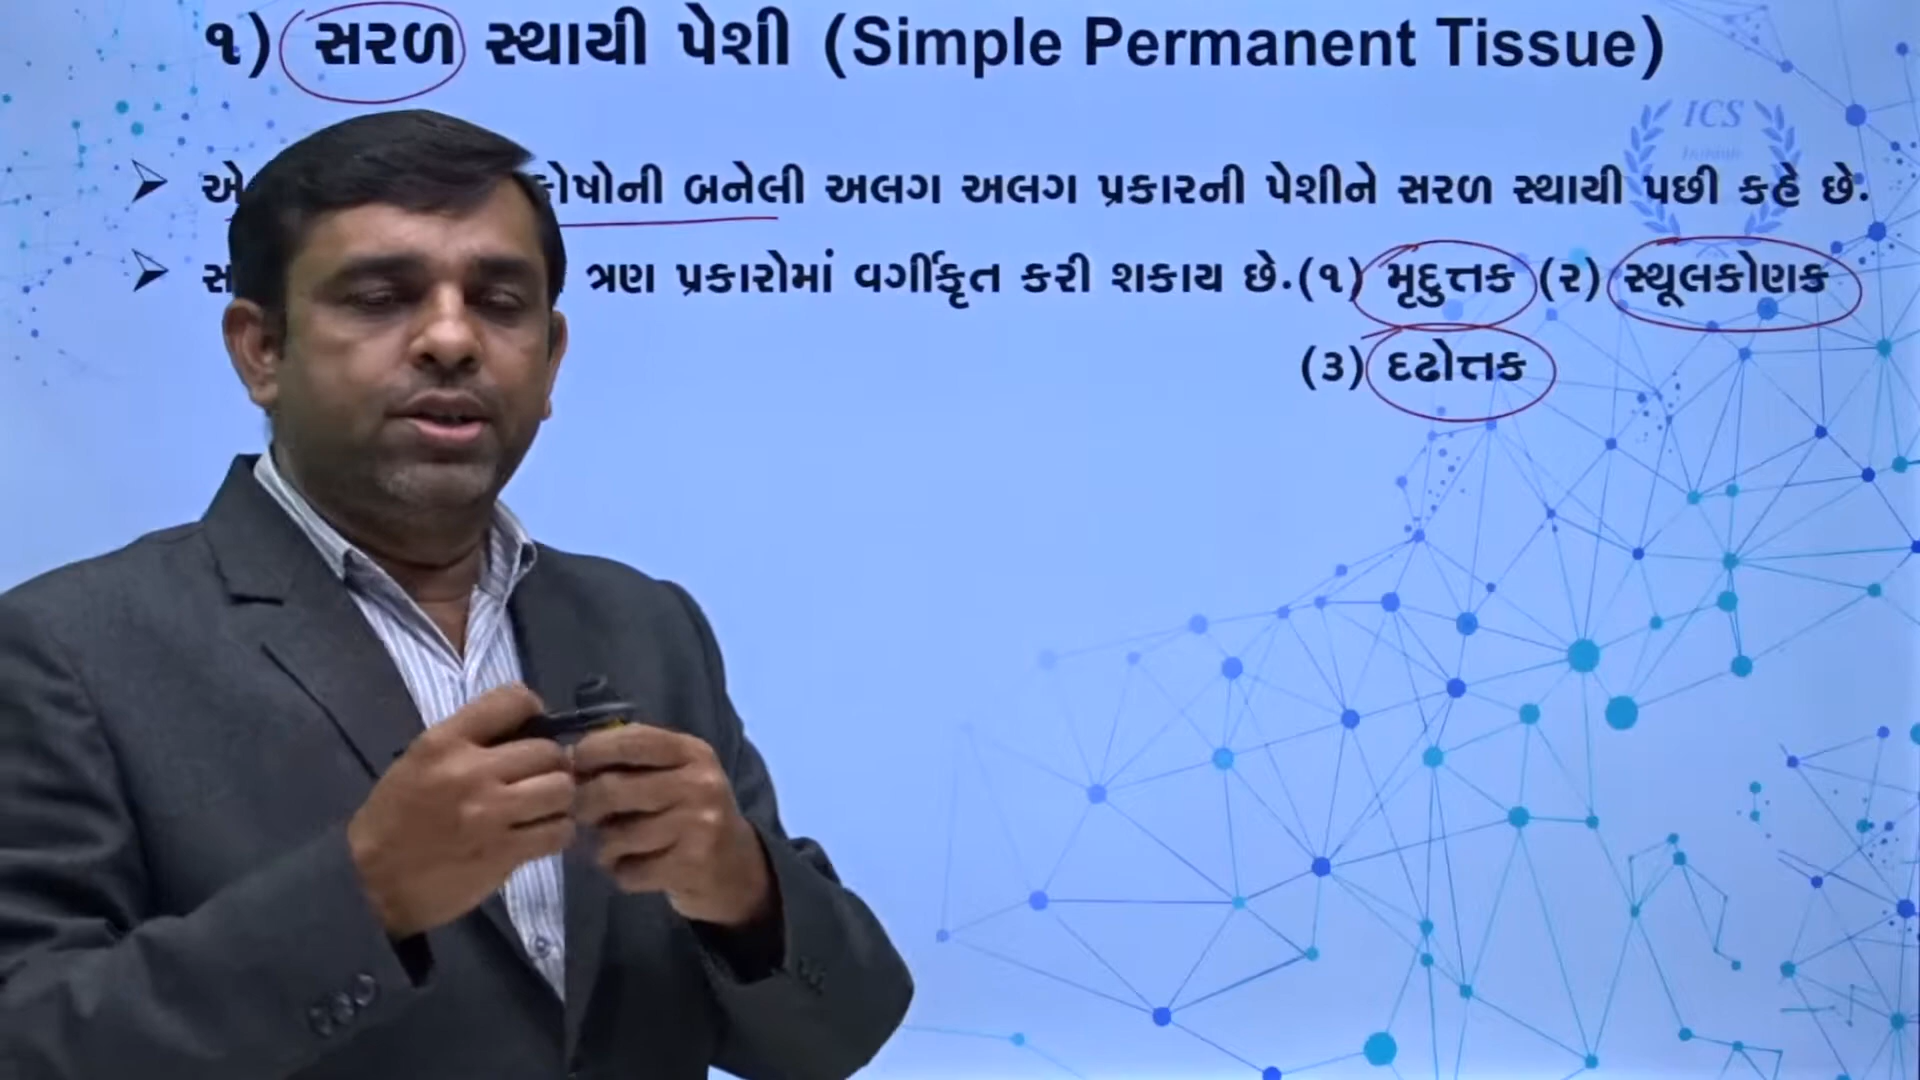 ૧) સરળ સ્થાયી પેશી (Simple Permanent Tissue)
ICS
કોષોની બનેલી અલગ અલગ પ્રકારની પેશીને સરળ સ્થાયી પછી કહે છે.
ત્રણ પ્રકારોમાં વર્ગીકૃત કરી શકાય છે.(૧) મૃદુત્તક (૨) સ્થૂલકોણક
(૩) દઢોત્તક